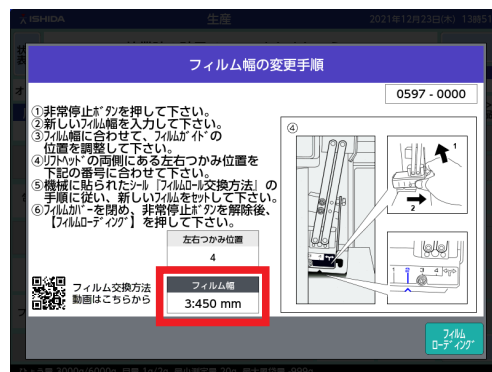 ISHIDA
生産
2021年12月23日(木) 13時51
フィルム幅の変更手順
0597 - 0000
①非常停止ボタンを押して下さい。
②新しいフィルム幅を入力して下さい。
③フィルム幅に合わせて、フィルムガイドの
位置を調整して下さい。
④リフトヘッドの両側にある左右つかみ位置を
下記の番号に合わせて下さい。
⑤機械に貼られたシール『フィルムロール交換方法』の
手順に従い、新しいフィルムをセットして下さい。
⑥フィルムカバーを閉め、非常停止ボタンを解除後、
【フィルムローディング】を押して下さい。
左右つかみ位置
4
フィルム交換方法
動画はこちらから
フィルム幅
3:450 mm
④
1
2
1 2 3 4
フィルム
ローディング